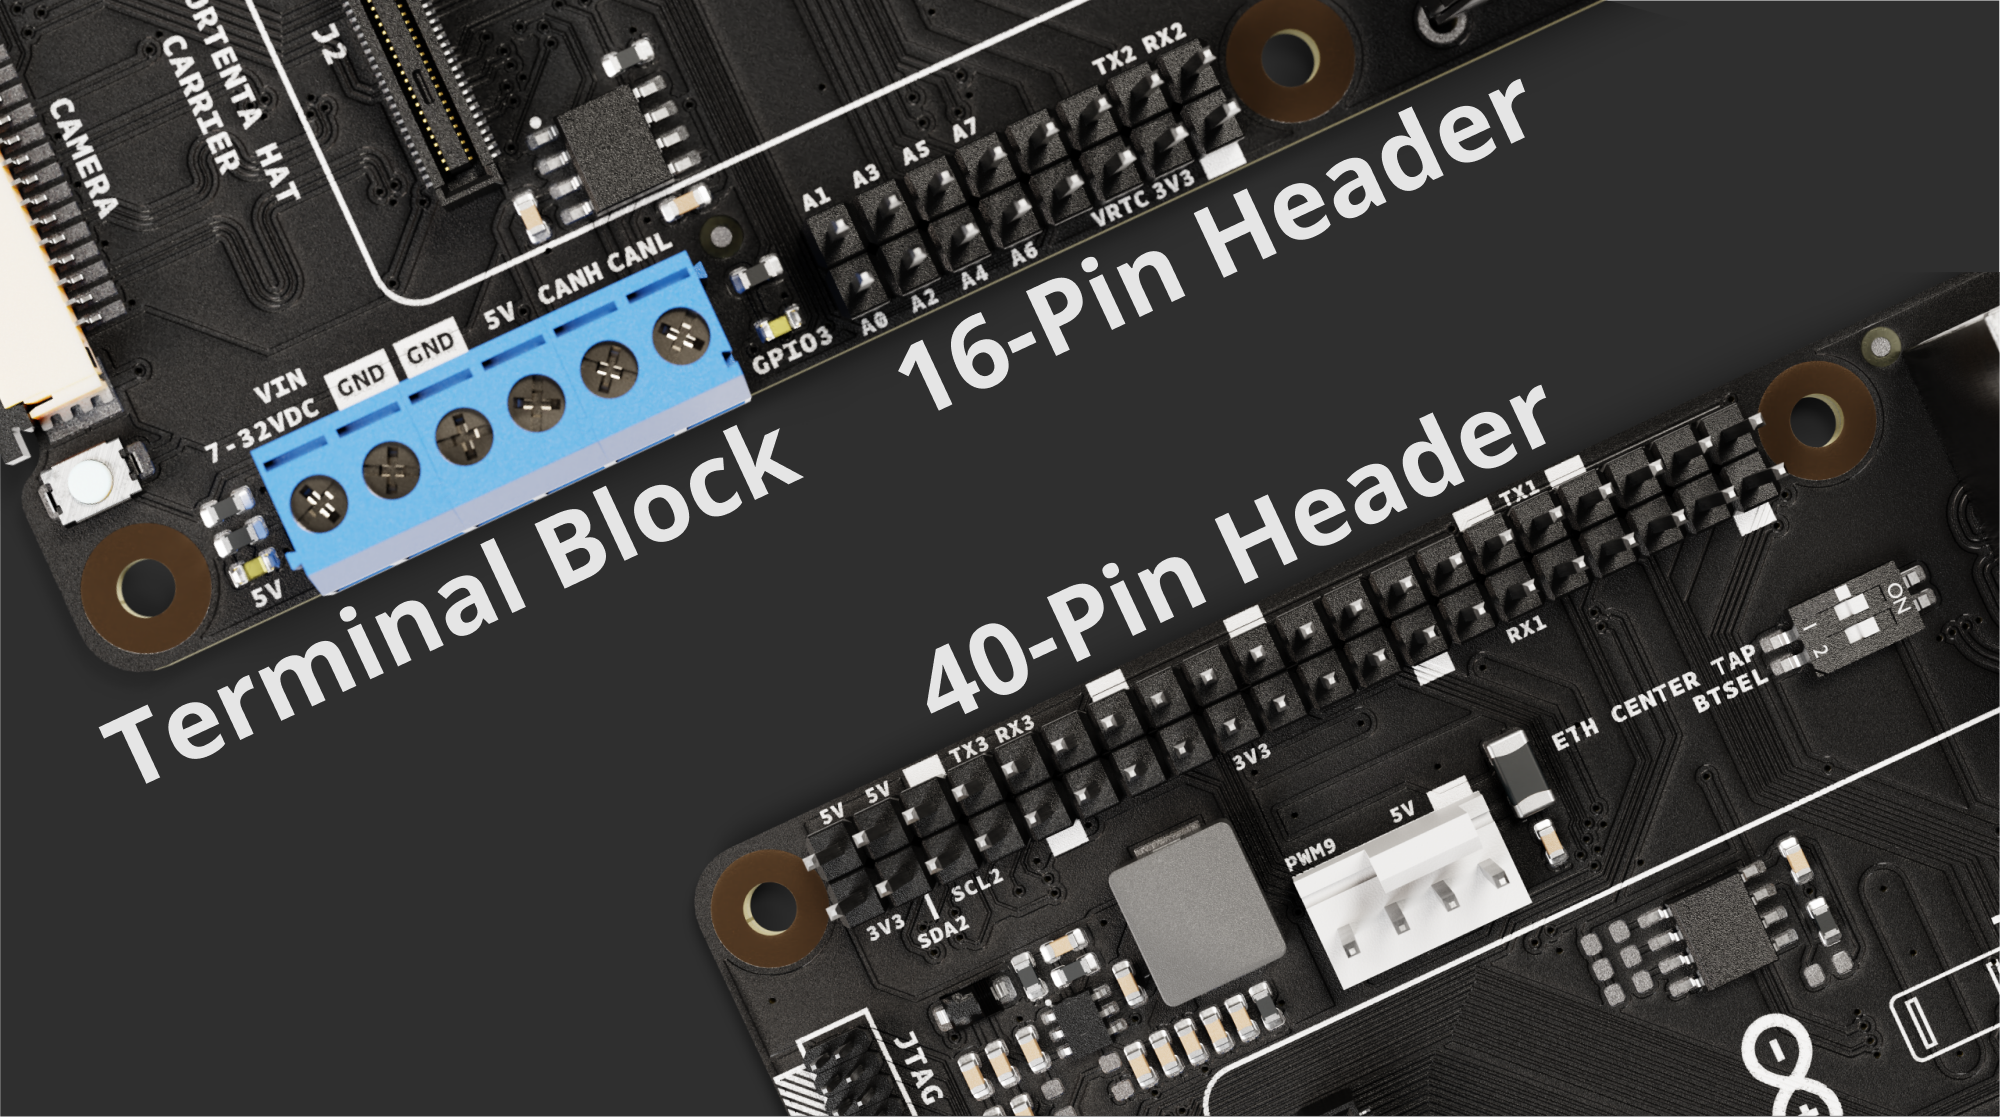 CAMERA
PORTENTA HAT
CARRIER
J2
TX2 RX2
A1 A3 A5 A7
VRTC 3V3
A0 A2 A4 A6
GPIO3
CANH CANL
5V
GND
GND
VIN
7-32VDC
5V
16-Pin Header
Terminal Block
40-Pin Header
TX1
RX1
TX3 RX3
5V 5V
3V3
SDA2
SCL2
3V3
5V
PWM9
ETH CENTER TAP
BTSEL
ON
1
2
JTAG